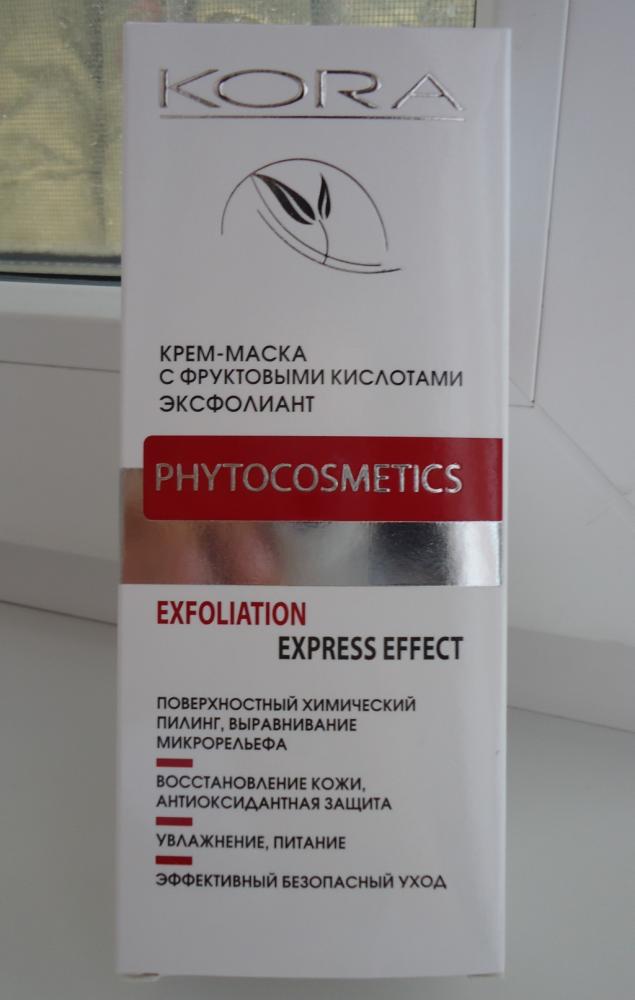 KORA
КРЕМ-МАСКА
С ФРУКТОВЫМИ КИСЛОТАМИ
ЭКСФОЛИАНТ
PHYTOCOSMETICS
EXFOLIATION
EXPRESS EFFECT
ПОВЕРХНОСТНЫЙ ХИМИЧЕСКИЙ
ПИЛИНГ, ВЫРАВНИВАНИЕ
МИКРОРЕЛЬЕФА
ВОССТАНОВЛЕНИЕ КОЖИ,
АНТИОКСИДАНТНАЯ ЗАЩИТА
УВЛАЖНЕНИЕ, ПИТАНИЕ
ЭФФЕКТИВНЫЙ БЕЗОПАСНЫЙ УХОД